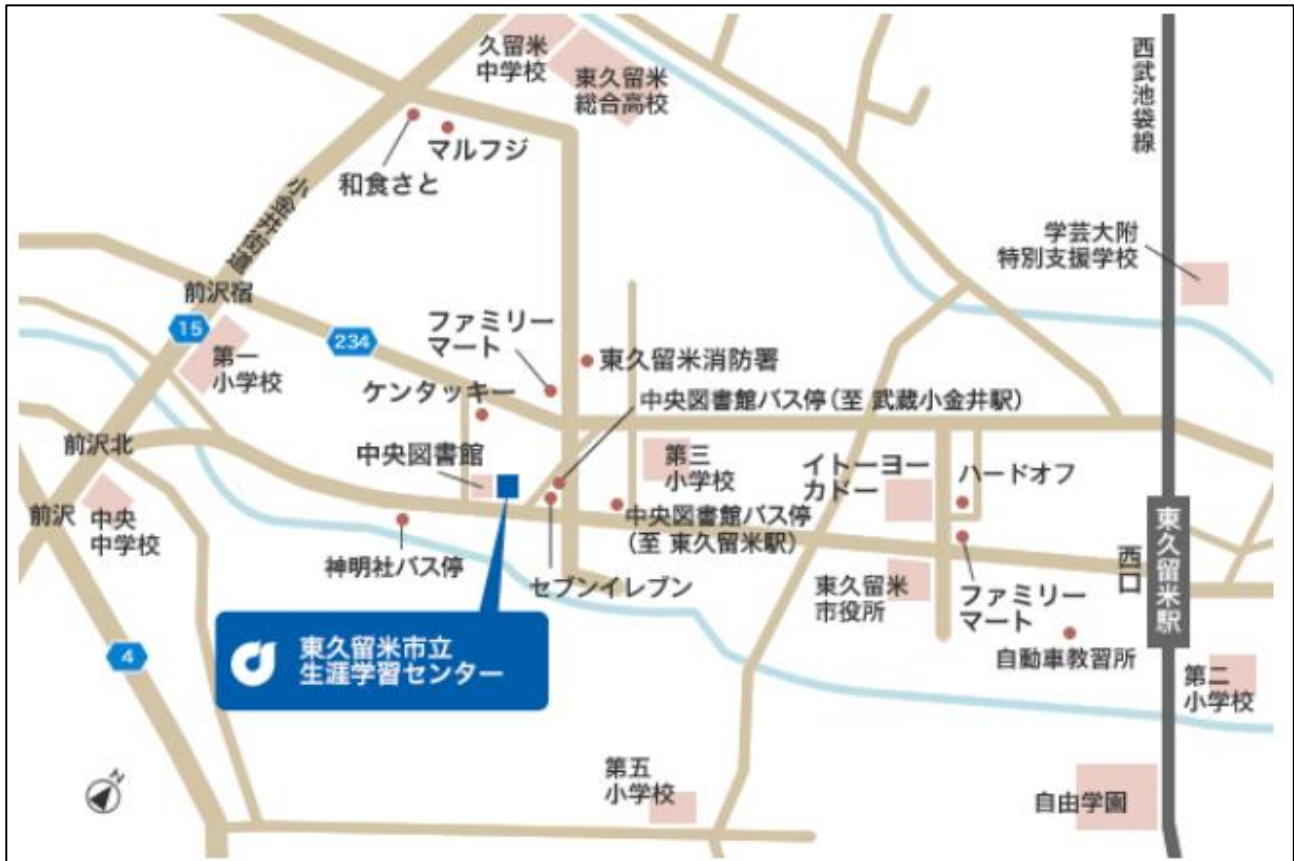 久留米
中学校
東久留米
総合高校
西武池袋線
マルフジ
和食さと
小金井街道
学芸大附
特別支援学校
前沢宿
15
234
第一
小学校
ファミリー
マート
東久留米消防署
ケンタッキー
中央図書館バス停(至 武蔵小金井駅)
前沢北
中央図書館
第三
小学校
イトーヨー
カドー
ハードオフ
前沢
中央
中学校
中央図書館バス停
(至 東久留米駅)
東久留米駅
西口
神明社バス停
セブンイレブン
東久留米
市役所
ファミリー
マート
4
東久留米市立
生涯学習センター
自動車教習所
第二
小学校
第五
小学校
自由学園
N